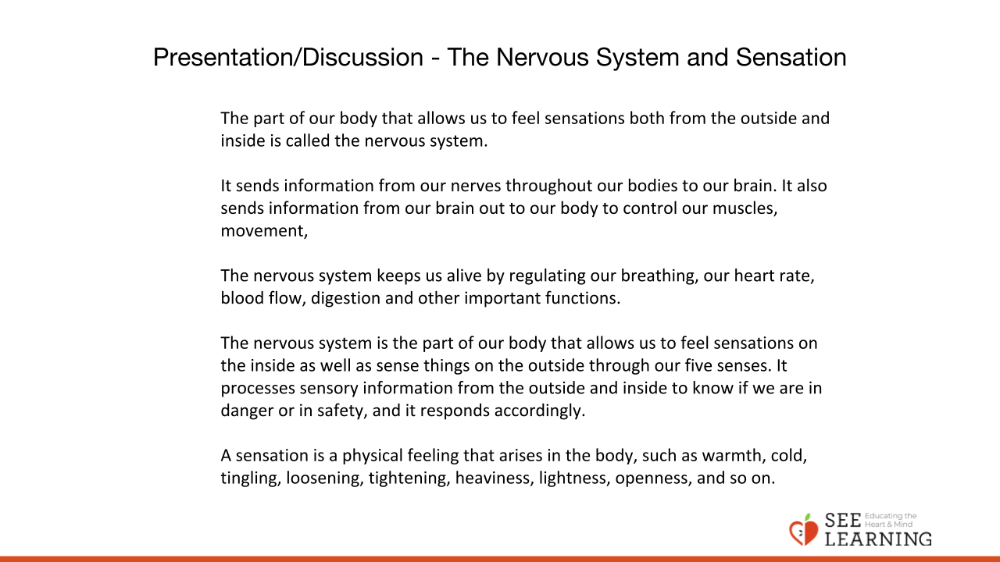 Presentation/Discussion - The Nervous System and Sensation
The part of our body that allows us to feel sensations both from the outside and
inside is called the nervous system.
It sends information from our nerves throughout our bodies to our brain. It also
sends information from our brain out to our body to control our muscles,
movement,
The nervous system keeps us alive by regulating our breathing, our heart rate,
blood flow, digestion and other important functions.
The nervous system is the part of our body that allows us to feel sensations on
the inside as well as sense things on the outside through our five senses. It
processes sensory information from the outside and inside to know if we are in
danger or in safety, and it responds accordingly.
A sensation is a physical feeling that arises in the body, such as warmth, cold,
tingling, loosening, tightening, heaviness, lightness, openness, and so on.
SEE Educating the
Heart & Mind
LEARNING